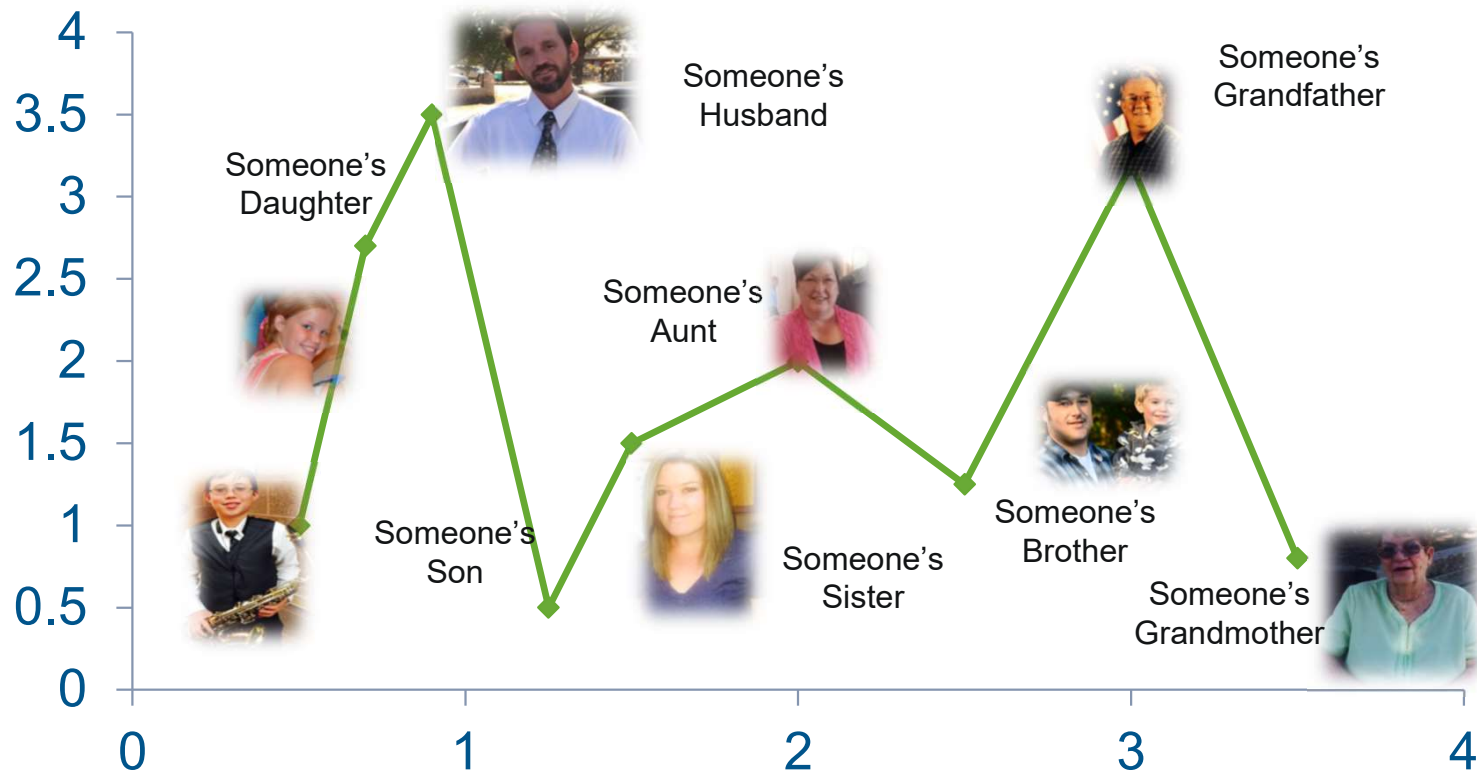 4
3.5
3
2.5
2
1.5
1
0.5
0
0
1
2
3
4
Someone’s
Daughter
Someone’s
Husband
Someone’s
Grandfather
Someone’s
Aunt
Someone’s
Son
Someone’s
Sister
Someone’s
Brother
Someone’s
Grandmother